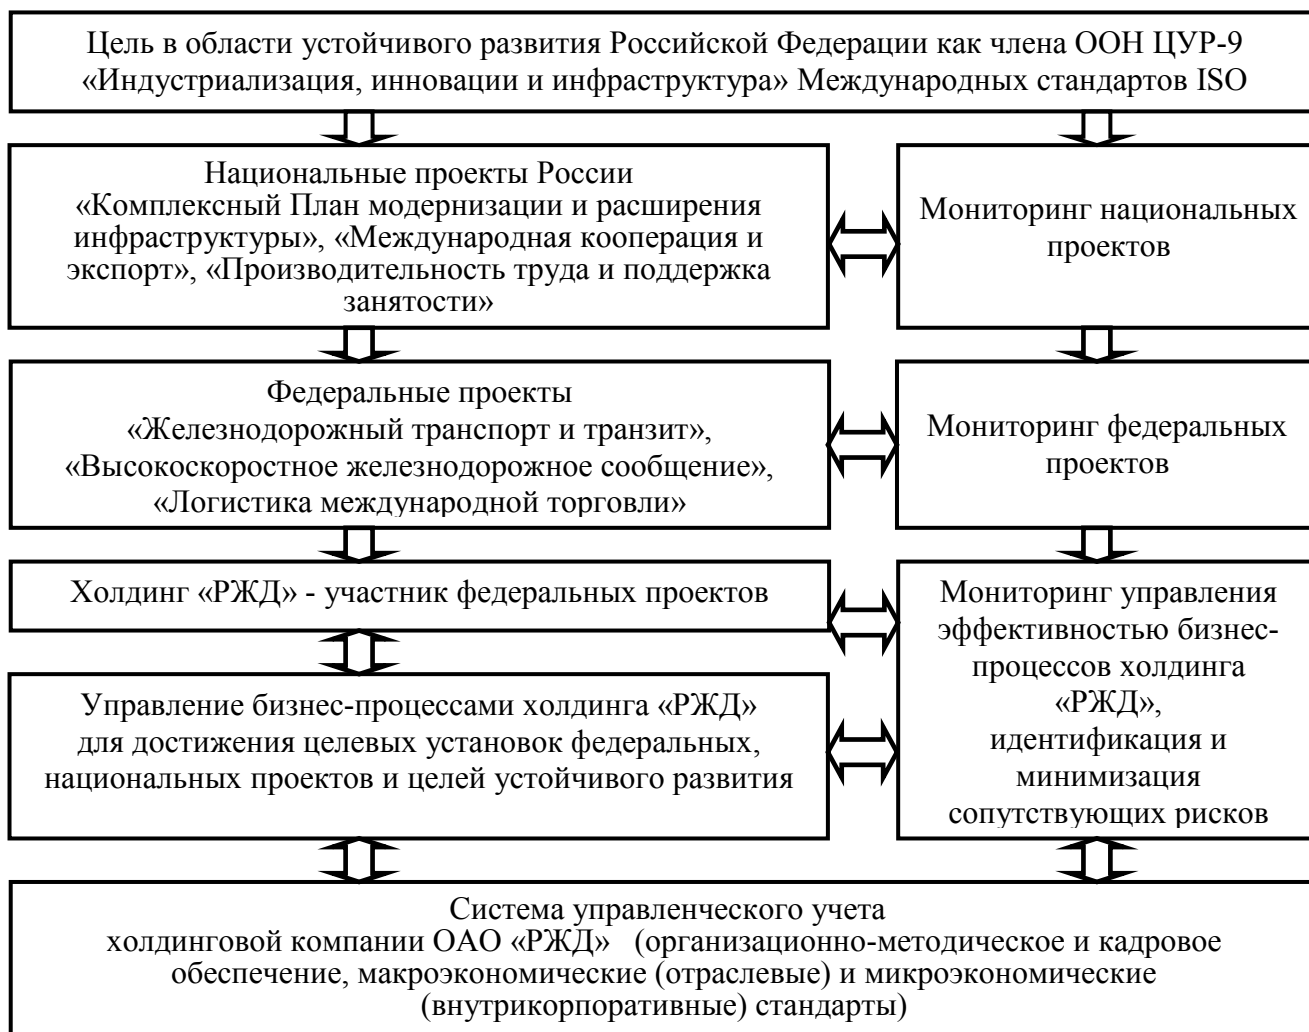 Цель в области устойчивого развития Российской Федерации как члена ООН ЦУР-9
«Индустриализация, инновации и инфраструктура» Международных стандартов ISO
Национальные проекты России
«Комплексный План модернизации и расширения
инфраструктуры», «Международная кооперация и
экспорт», «Производительность труда и поддержка
занятости»
Мониторинг национальных
проектов
Федеральные проекты
«Железнодорожный транспорт и транзит»,
«Высокоскоростное железнодорожное сообщение»,
«Логистика международной торговли»
Мониторинг федеральных
проектов
Холдинг «РЖД» - участник федеральных проектов
Управление бизнес-процессами холдинга «РЖД»
для достижения целевых установок федеральных,
национальных проектов и целей устойчивого развития
Мониторинг управления
эффективностью бизнес-
процессов холдинга
«РЖД»,
идентификация и
минимизация
сопутствующих рисков
Система управленческого учета
холдинговой компании ОАО «РЖД» (организационно-методическое и кадровое
обеспечение, макроэкономические (отраслевые) и микроэкономические
(внутрикорпоративные) стандарты)